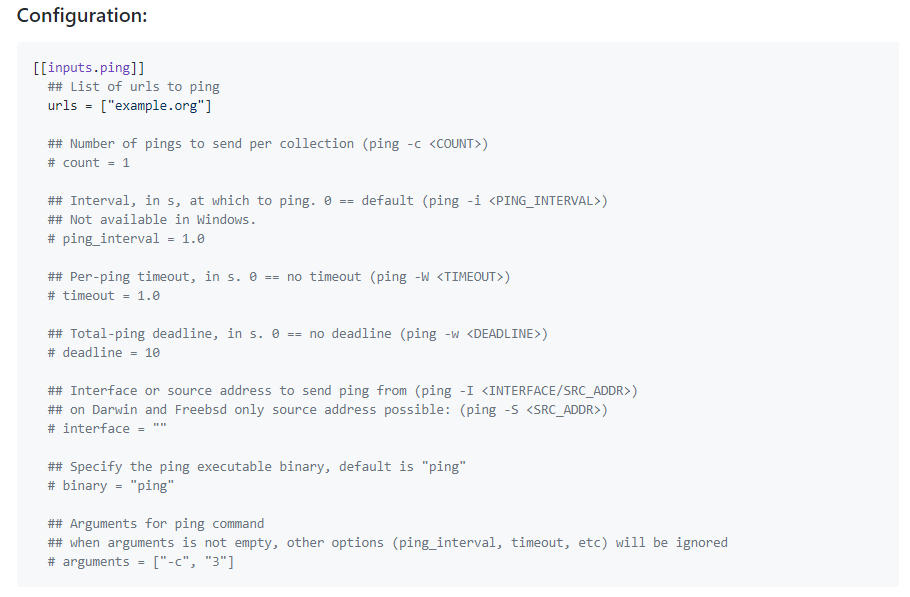 Configuration:
[[inputs.ping]]
## List of urls to ping
urls = ["example.org"]
## Number of pings to send per collection (ping -c <COUNT>)
# count = 1
## Interval, in s, at which to ping. 0 == default (ping -i <PING_INTERVAL>)
## Not available in Windows.
# ping_interval = 1.0
## Per-ping timeout, in s. 0 == no timeout (ping -W <TIMEOUT>)
# timeout = 1.0
## Total-ping deadline, in s. 0 == no deadline (ping -w <DEADLINE>)
# deadline = 10
## Interface or source address to send ping from (ping -I <INTERFACE/SRC_ADDR>)
## on Darwin and Freebsd only source address possible: (ping -S <SRC_ADDR>)
# interface = ""
## Specify the ping executable binary, default is "ping"
# binary = "ping"
## Arguments for ping command
## when arguments is not empty, other options (ping_interval, timeout, etc) will be ignored
# arguments = ["-c", "3"]